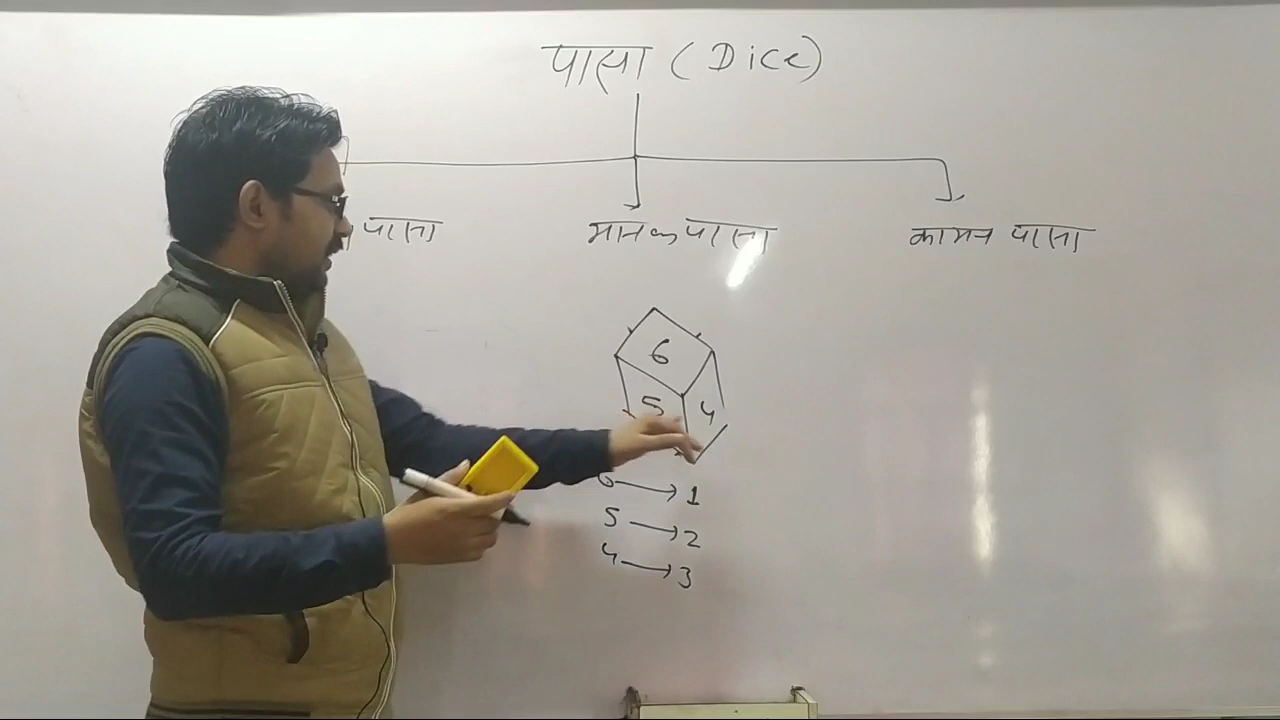 पासा ( Dice )
पासा
मानक पासा
कामन पासा
6
5 4
6 → 1
5 → 2
4 → 3